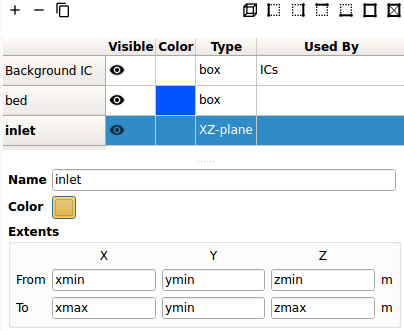 Visible Color Type Used By
Background IC box ICs
bed box
inlet XZ-plane
Name inlet
Color
Extents
X Y Z
From xmin ymin zmin m
To xmax ymin zmax m